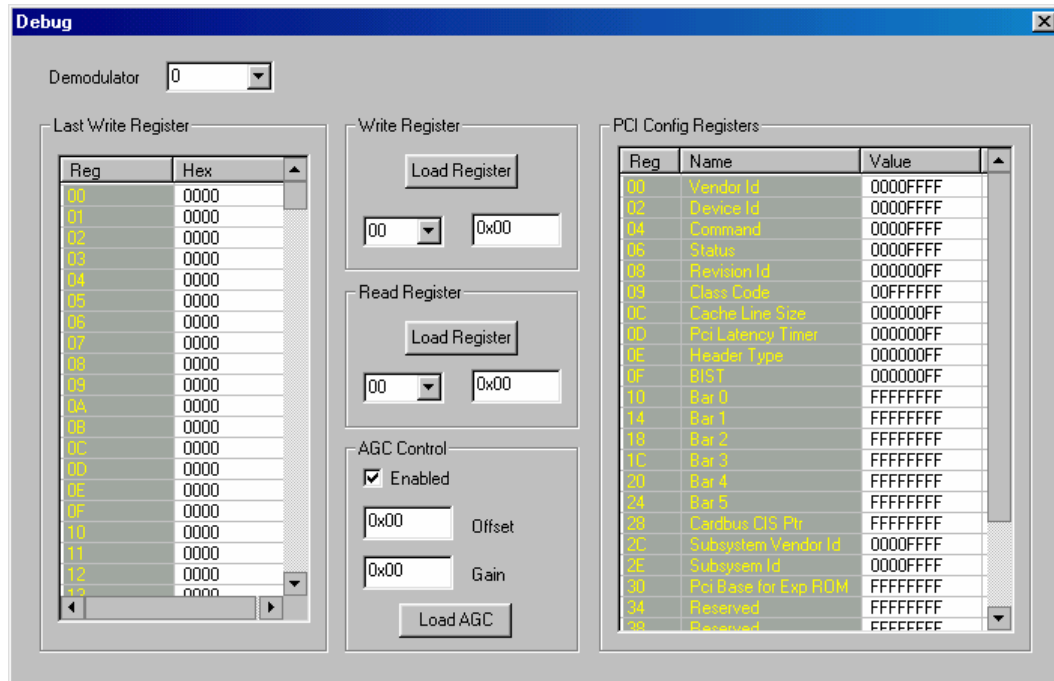 Debug
Demodulator 0
Last Write Register
Reg Hex
00 0000
01 0000
02 0000
03 0000
04 0000
05 0000
06 0000
07 0000
08 0000
09 0000
0A 0000
0B 0000
0C 0000
0D 0000
0E 0000
0F 0000
10 0000
11 0000
12 0000
13 0000
Write Register
Load Register
00 0x00
Read Register
Load Register
00 0x00
AGC Control
Enabled
0x00 Offset
0x00 Gain
Load AGC
PCI Config Registers
Reg Name Value
00 Vendor Id 0000FFFF
02 Device Id 0000FFFF
04 Command 0000FFFF
06 Status 0000FFFF
08 Revision Id 000000FF
09 Class Code 00FFFFFF
0C Cache Line Size 000000FF
0D Pci Latency Timer 000000FF
0E Header Type 000000FF
0F BIST 000000FF
10 Bar 0 FFFFFFFF
14 Bar 1 FFFFFFFF
18 Bar 2 FFFFFFFF
1C Bar 3 FFFFFFFF
20 Bar 4 FFFFFFFF
24 Bar 5 FFFFFFFF
28 Cardbus CIS Ptr FFFFFFFF
2C Subsystem Vendor Id 0000FFFF
2E Subsysem Id 0000FFFF
30 Pci Base for Exp ROM FFFFFFFF
34 Reserved FFFFFFFF
38 Reserved FFFFFFFF